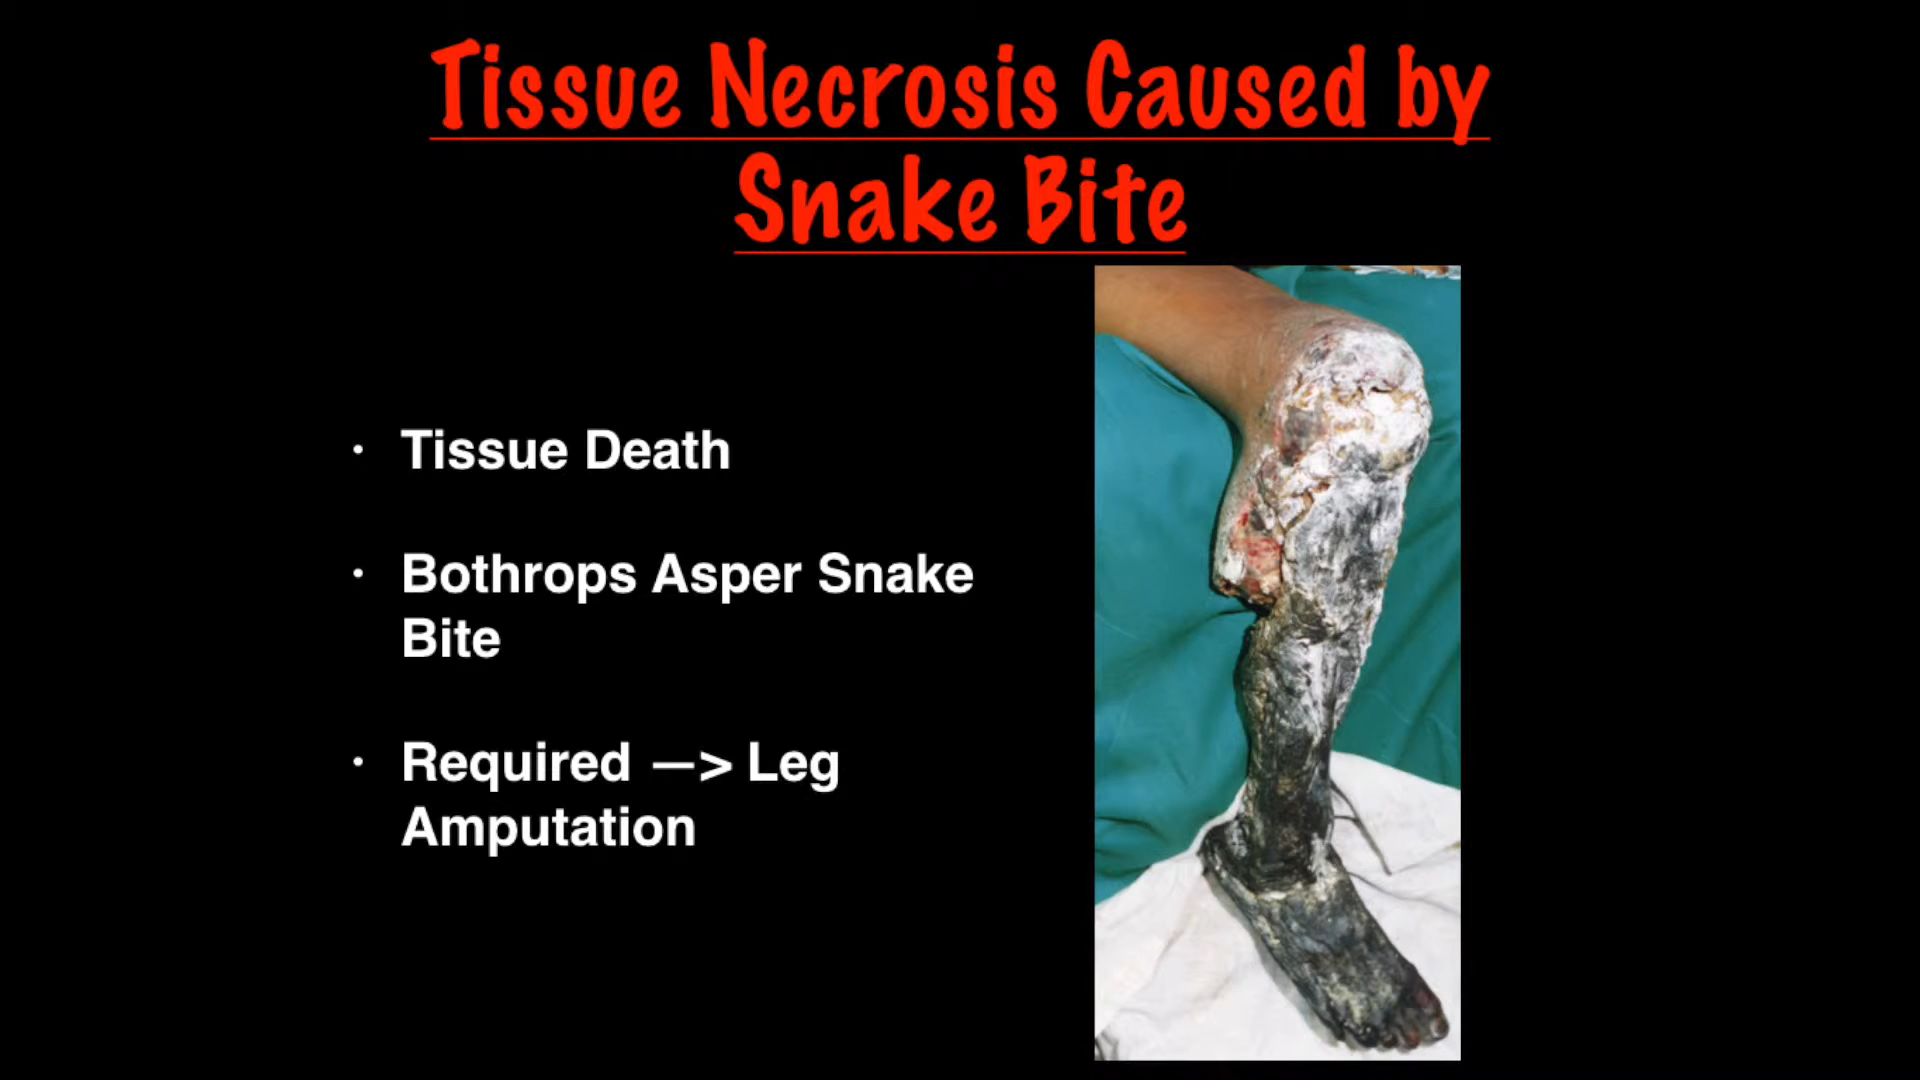 Tissue Necrosis Caused by
Snake Bite
• Tissue Death
• Bothrops Asper Snake
Bite
• Required —> Leg
Amputation